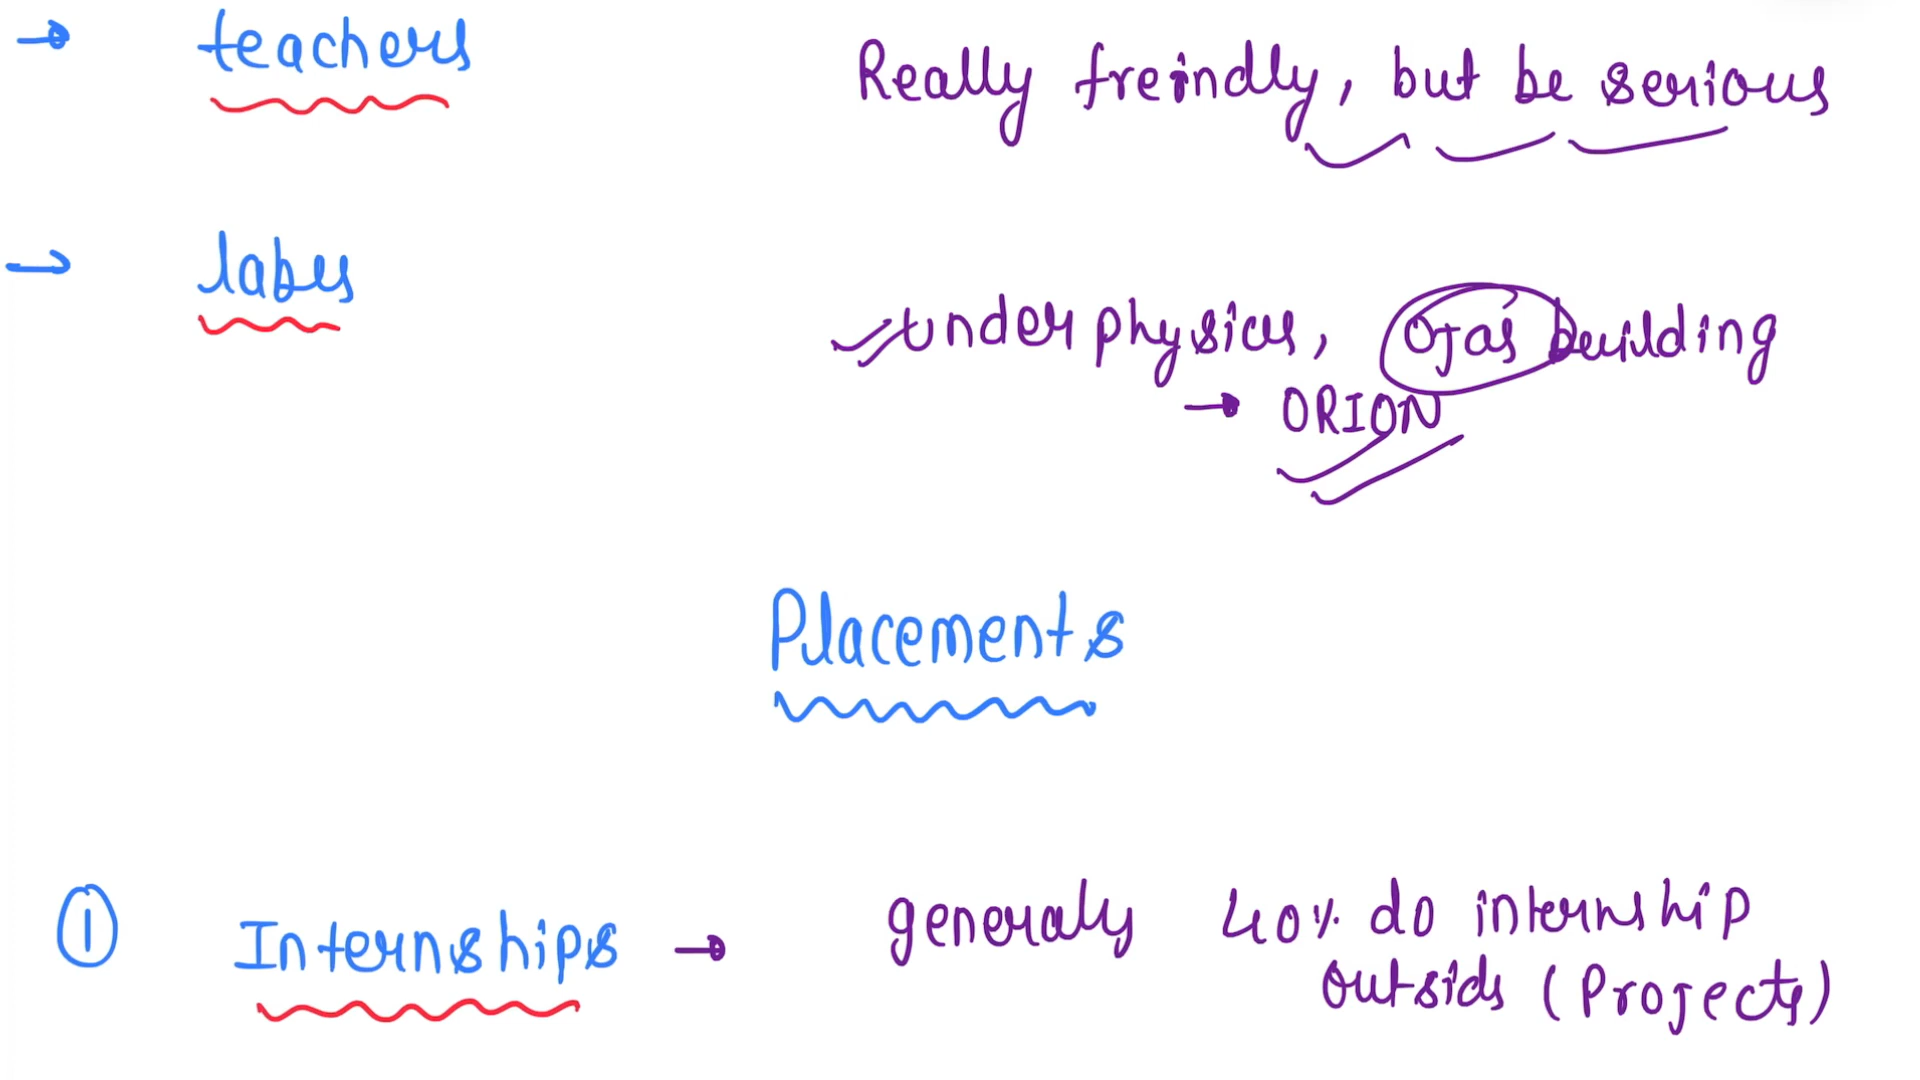 → teachers
Really freindly, but be serious
→ labs
Under physics, Ojas building
→ ORION
Placements
① Internships →
generaly 40% do internship
outsids (Projects)